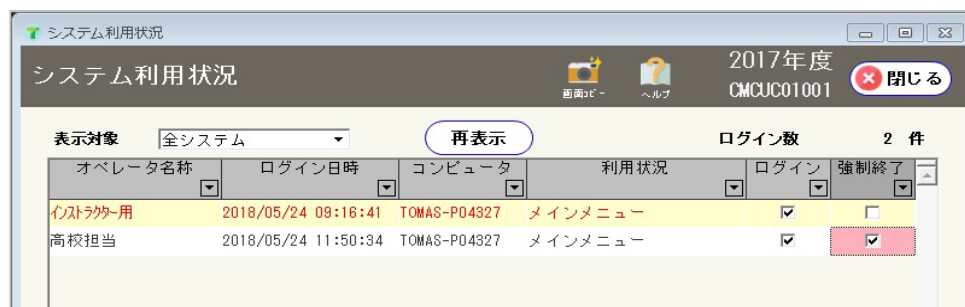 システム利用状況
システム利用状況
画面ｺﾋﾟｰ
ヘルプ
2017年度
CMCUC01001
閉じる
表示対象 全システム 再表示 ログイン数 2 件
オペレータ名称 ログイン日時 コンピュータ 利用状況 ログイン 強制終了
ｲﾝｽﾄﾗｸﾀｰ用 2018/05/24 09:16:41 TOMAS-P04327 メインメニュー
高校担当 2018/05/24 11:50:34 TOMAS-P04327 メインメニュー